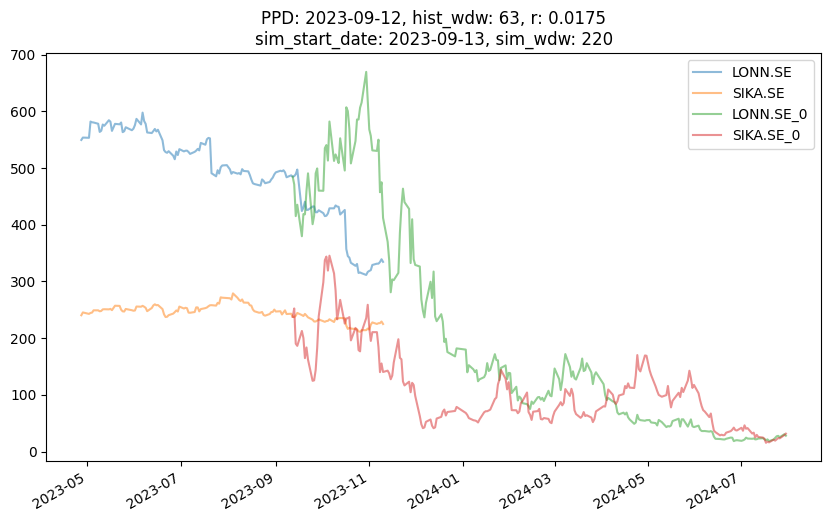 PPD: 2023-09-12, hist_wdw: 63, r: 0.0175
sim_start_date: 2023-09-13, sim_wdw: 220
700
600
500
400
300
200
100
0
LONN.SE
SIKA.SE
LONN.SE_0
SIKA.SE_0
2023-05
2023-07
2023-09
2023-11
2024-01
2024-03
2024-05
2024-07